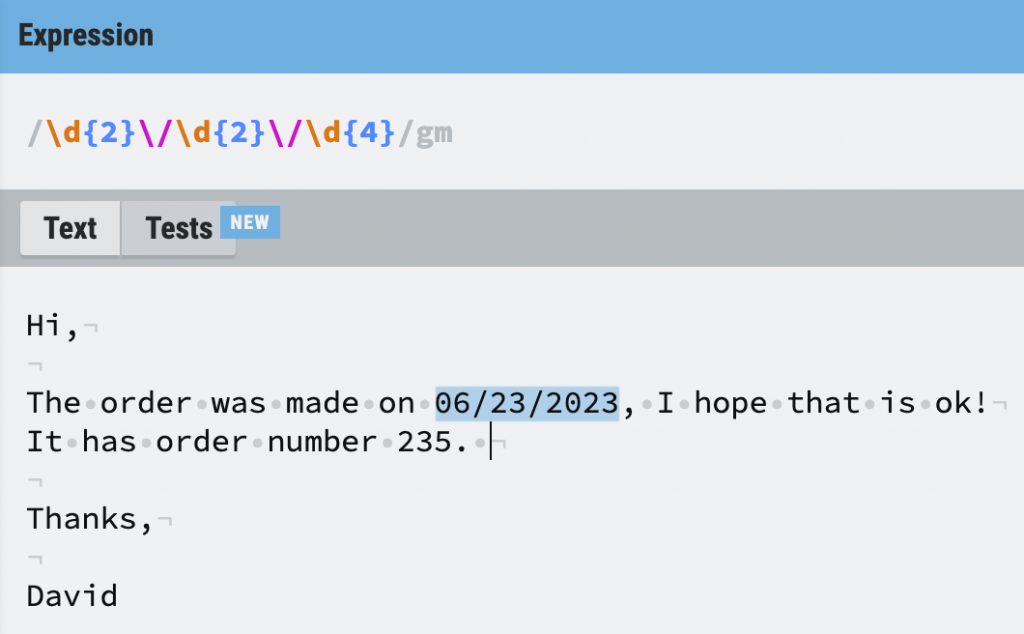 Expression
/\d{2}\/\d{2}\/\d{4}/gm
Text Tests NEW
Hi,¬
¬
The•order•was•made•on•06/23/2023,•I•hope•that•is•ok!¬
It•has•order•number•235.•¬
¬
Thanks,¬
¬
David